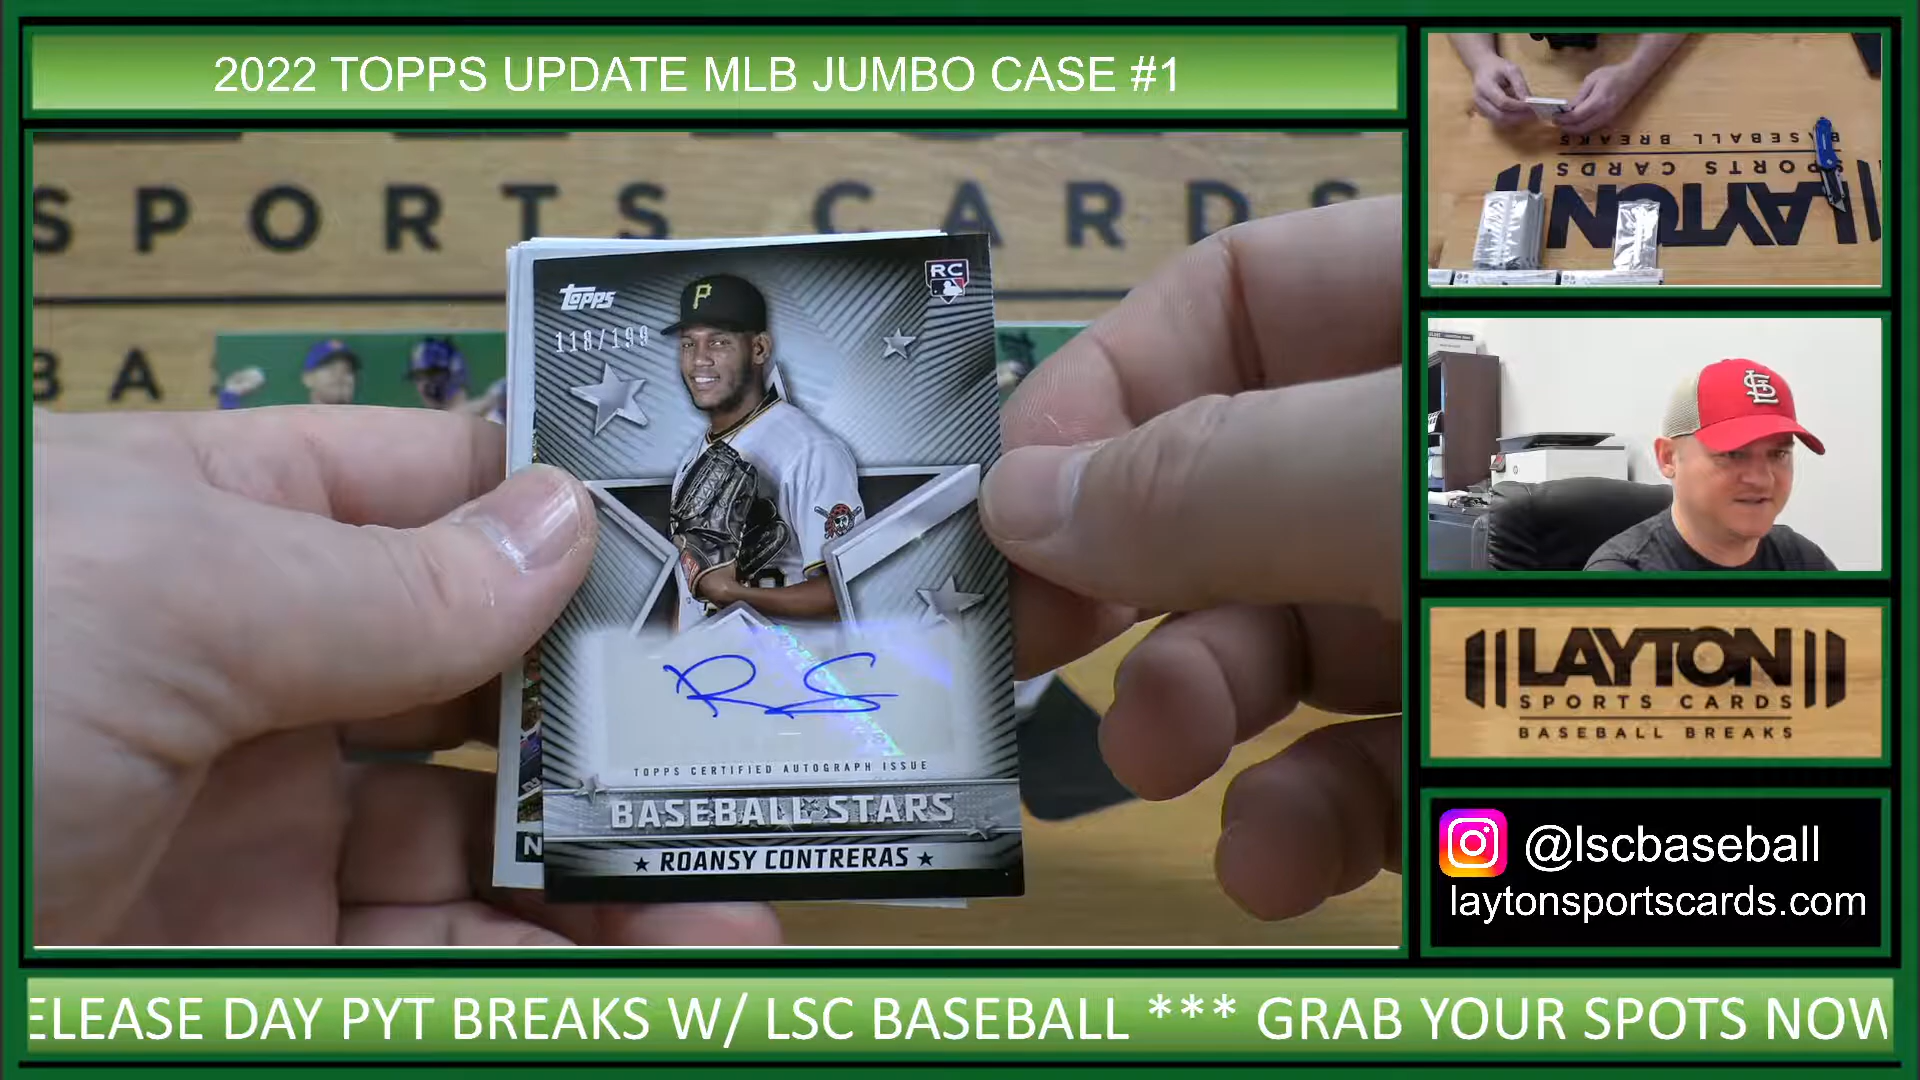 2022 TOPPS UPDATE MLB JUMBO CASE #1
SPORTS CARDS
BA
Topps
RC
118/199
P
TOPPS CERTIFIED AUTOGRAPH ISSUE
BASEBALL STARS
★ ROANSY CONTRERAS ★
N
BASEBALL BREAKS
SPORTS CARDS
LAYTON
STL
LAYTON
SPORTS CARDS
BASEBALL BREAKS
@lscbaseball
laytonsportscards.com
ELEASE DAY PYT BREAKS W/ LSC BASEBALL *** GRAB YOUR SPOTS NOW